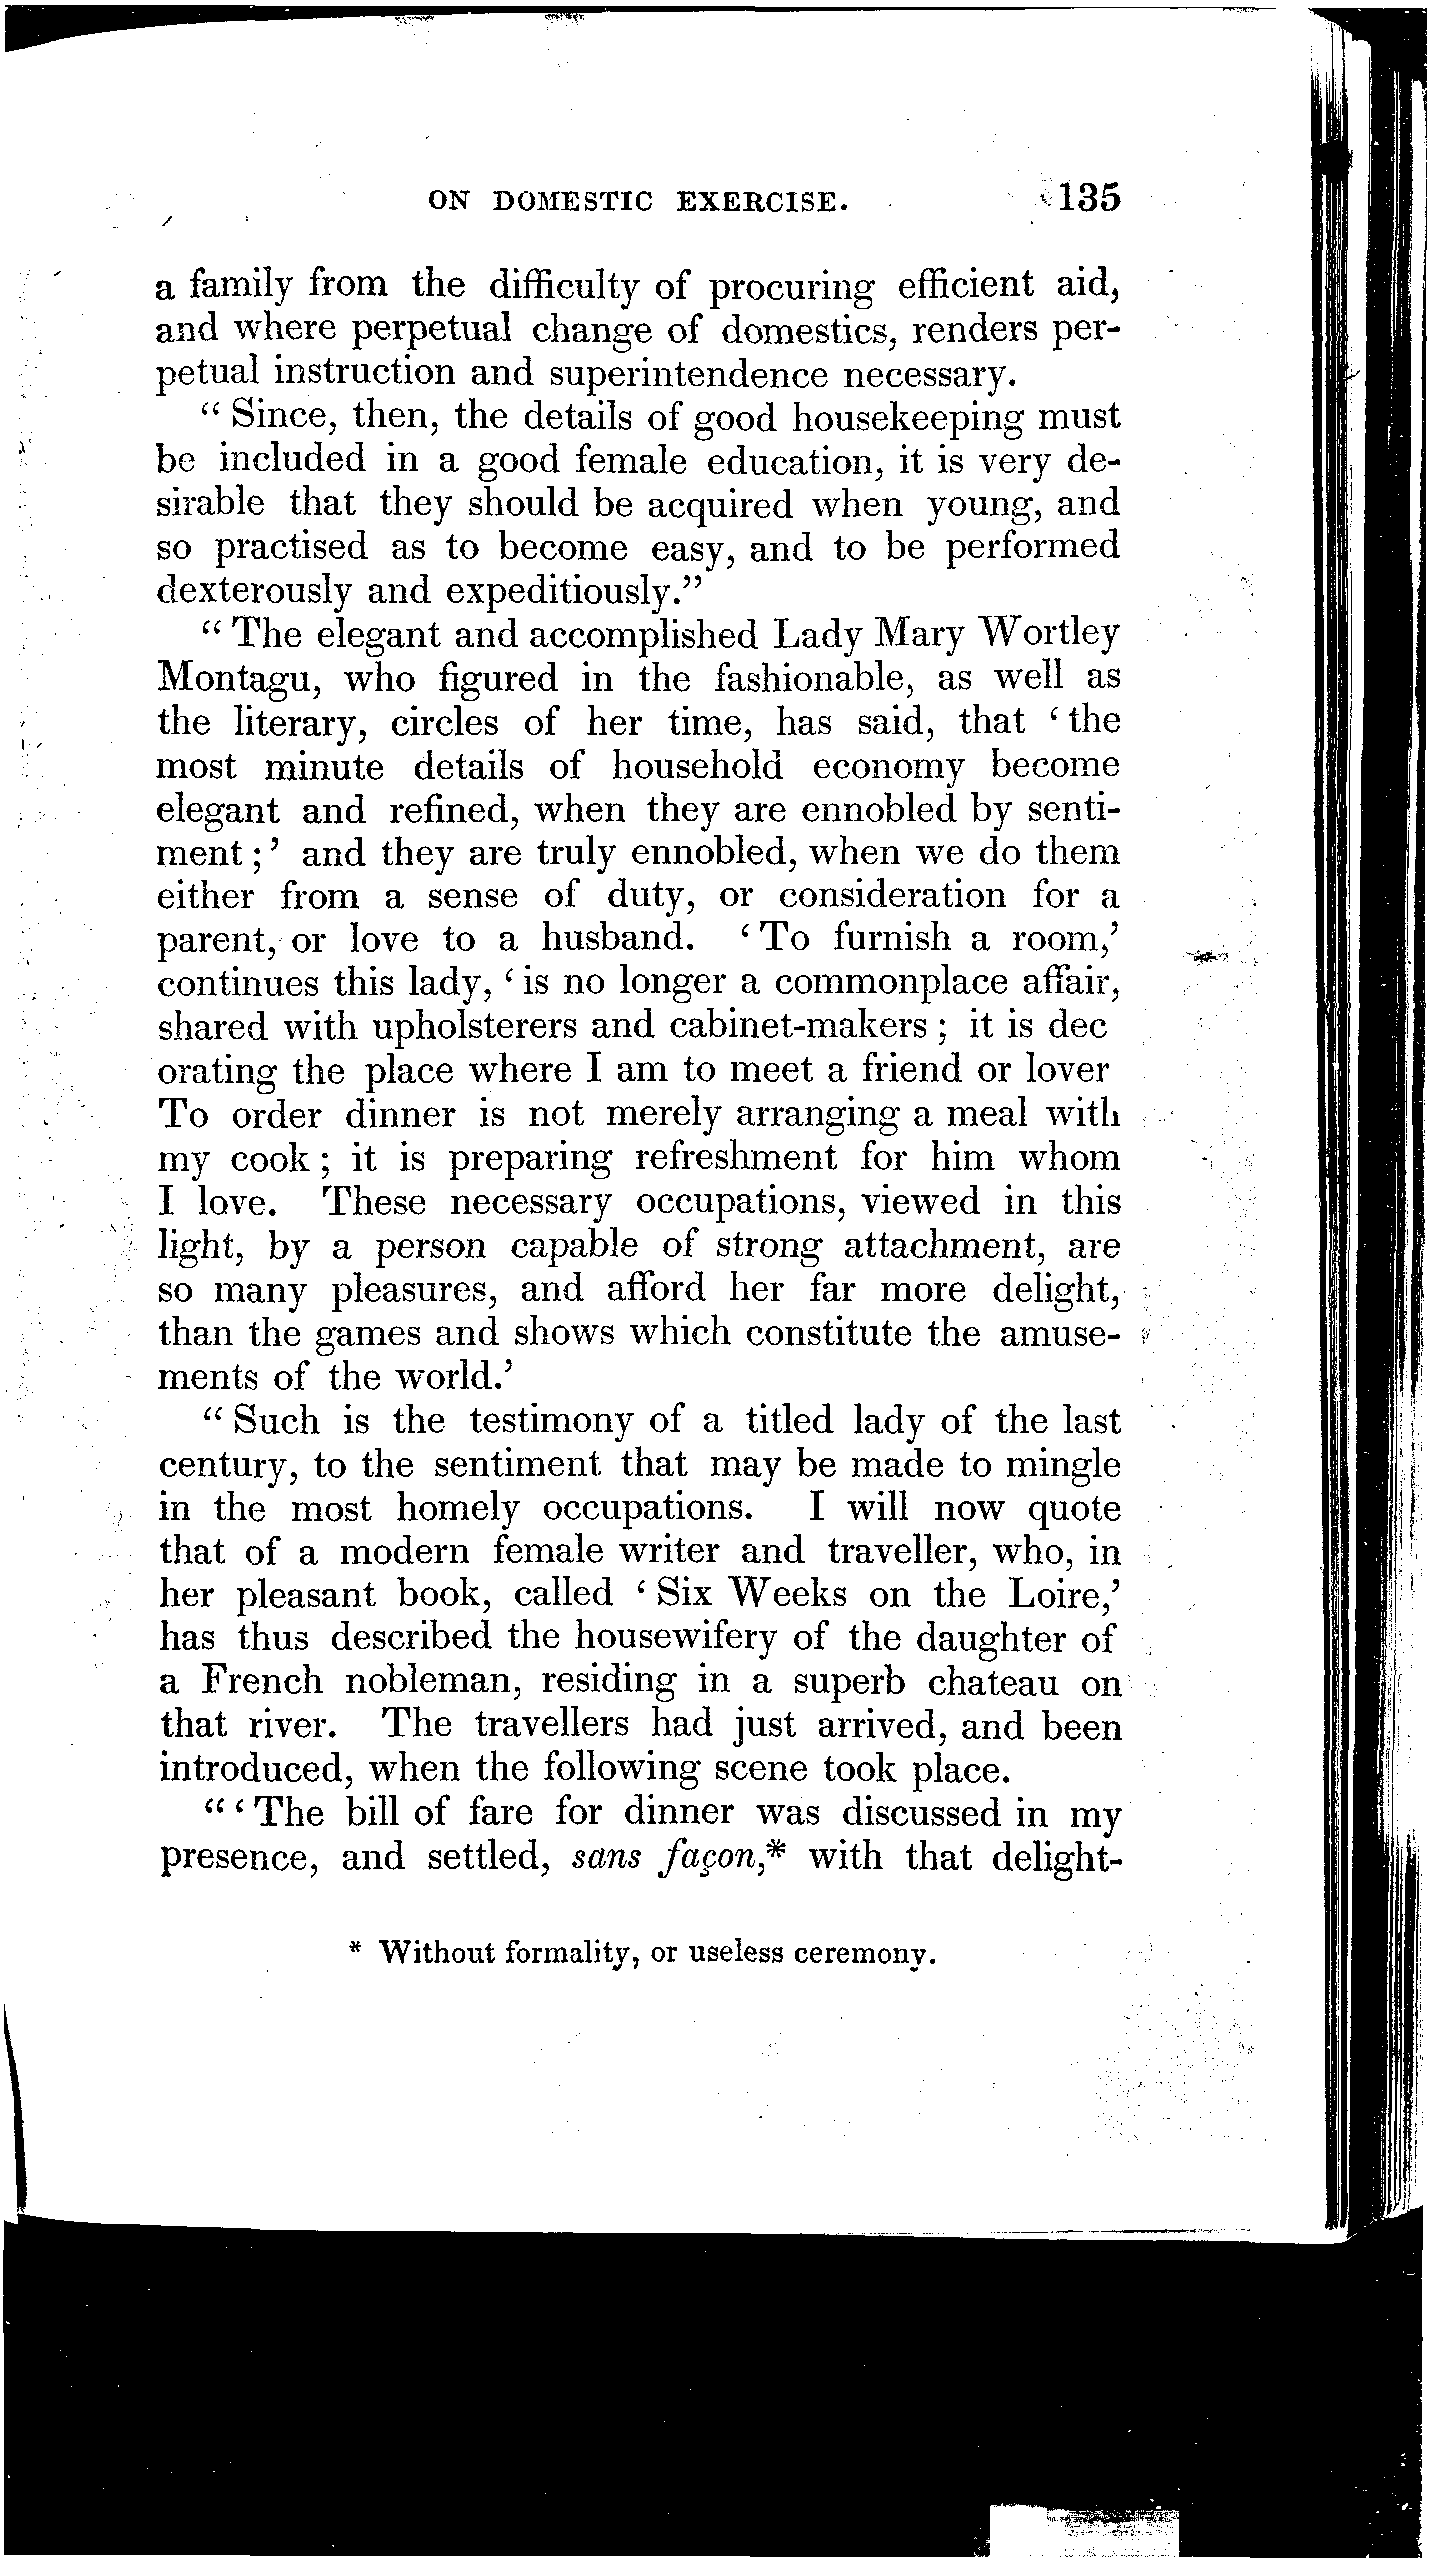 ON DOMESTIC EXERCISE. 135
a family from the difficulty of procuring efficient aid,
and where perpetual change of domestics, renders per-
petual instruction and superintendence necessary.
“ Since, then, the details of good housekeeping must
be included in a good female education, it is very de-
sirable that they should be acquired when young, and
so practised as to become easy, and to be performed
dexterously and expeditiously.”
“ The elegant and accomplished Lady Mary Wortley
Montagu, who figured in the fashionable, as well as
the literary, circles of her time, has said, that ‘ the
most minute details of household economy become
elegant and refined, when they are ennobled by senti-
ment ; ’ and they are truly ennobled, when we do them
either from a sense of duty, or consideration for a
parent, or love to a husband. ‘ To furnish a room,’
continues this lady, ‘ is no longer a commonplace affair,
shared with upholsterers and cabinet-makers ; it is dec
orating the place where I am to meet a friend or lover
To order dinner is not merely arranging a meal with
my cook ; it is preparing refreshment for him whom
I love. These necessary occupations, viewed in this
light, by a person capable of strong attachment, are
so many pleasures, and afford her far more delight,
than the games and shows which constitute the amuse-
ments of the world.’
“ Such is the testimony of a titled lady of the last
century, to the sentiment that may be made to mingle
in the most homely occupations. I will now quote
that of a modern female writer and traveller, who, in
her pleasant book, called ‘ Six Weeks on the Loire,’
has thus described the housewifery of the daughter of
a French nobleman, residing in a superb chateau on
that river. The travellers had just arrived, and been
introduced, when the following scene took place.
“ ‘ The bill of fare for dinner was discussed in my
presence, and settled, sans façon,* with that delight-
* Without formality, or useless ceremony.